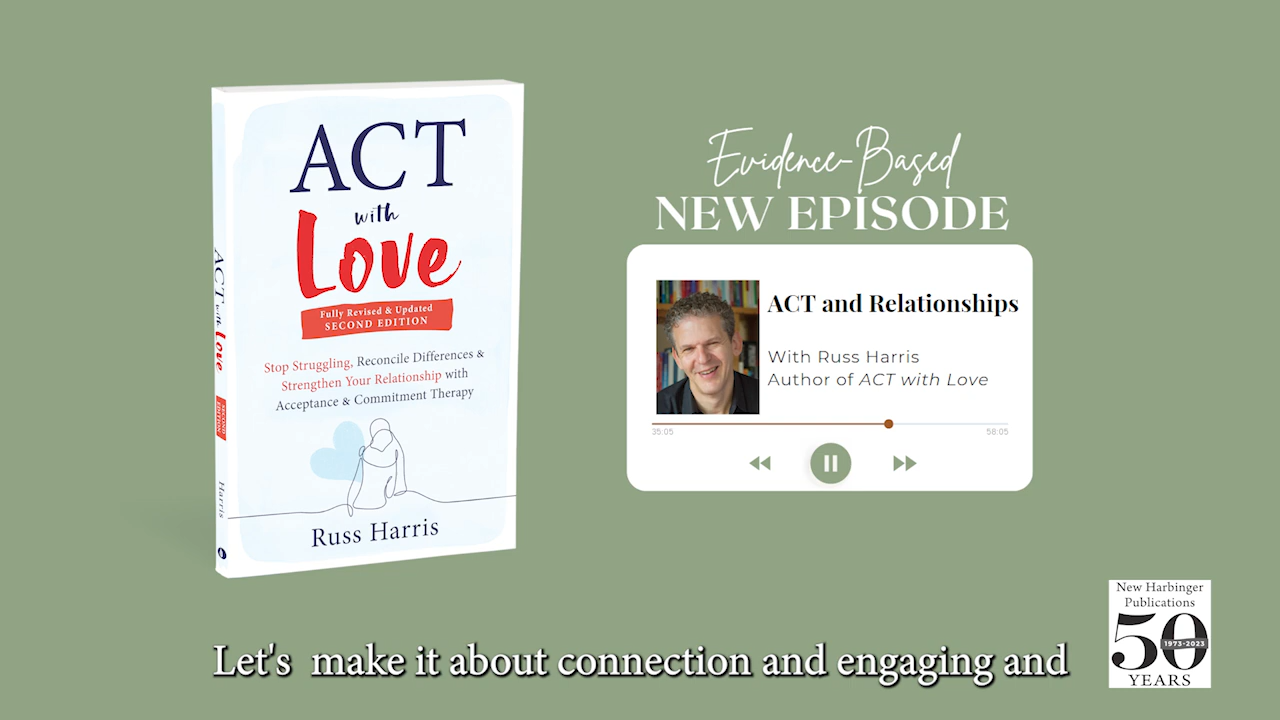 ACT
with
Love
Fully Revised & Updated
SECOND EDITION
Stop Struggling, Reconcile Differences &
Strengthen Your Relationship with
Acceptance & Commitment Therapy
Russ Harris
ACT with Love
SECOND
EDITION
Harris
Evidence-Based
NEW EPISODE
ACT and Relationships
With Russ Harris
Author of ACT with Love
35:05
58:05
Let's  make it about connection and engaging and
New Harbinger
Publications
50
1973-2023
YEARS